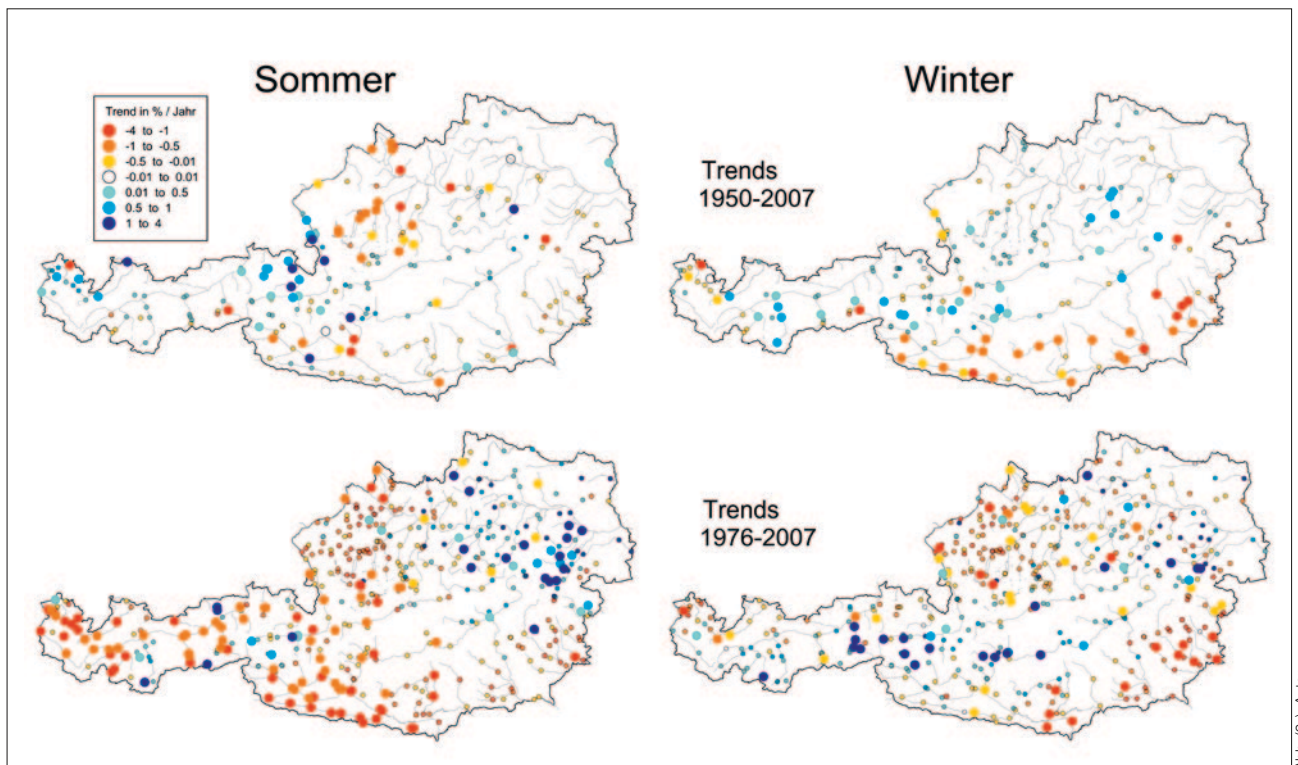 Sommer
Winter
Trend in % / Jahr
-4 to -1
-1 to -0.5
-0.5 to -0.01
-0.01 to 0.01
0.01 to 0.5
0.5 to 1
1 to 4
Trends
1950-2007
Trends
1976-2007